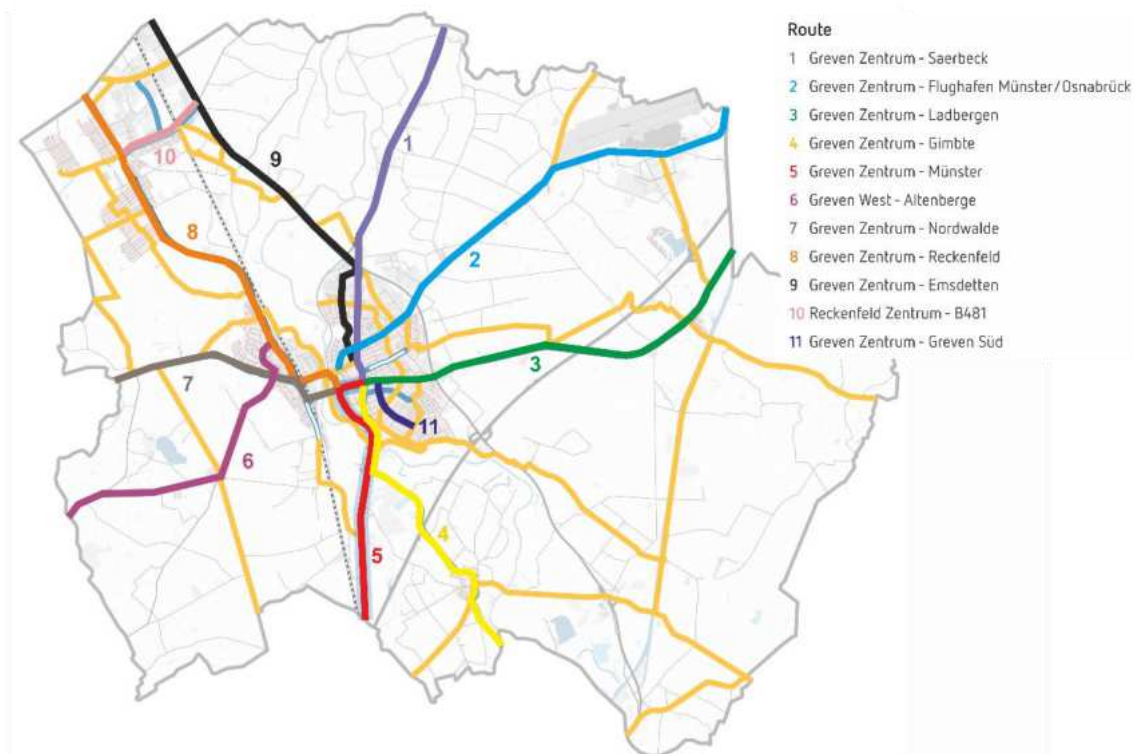 Route
1 Greven Zentrum - Saerbeck
2 Greven Zentrum - Flughafen Münster/Osnabrück
3 Greven Zentrum - Ladbergen
4 Greven Zentrum - Gimbte
5 Greven Zentrum - Münster
6 Greven West - Altenberge
7 Greven Zentrum - Nordwalde
8 Greven Zentrum - Reckenfeld
9 Greven Zentrum - Emsdetten
10 Reckenfeld Zentrum - B481
11 Greven Zentrum - Greven Süd
1
9
10
8
2
3
7
11
6
4
5